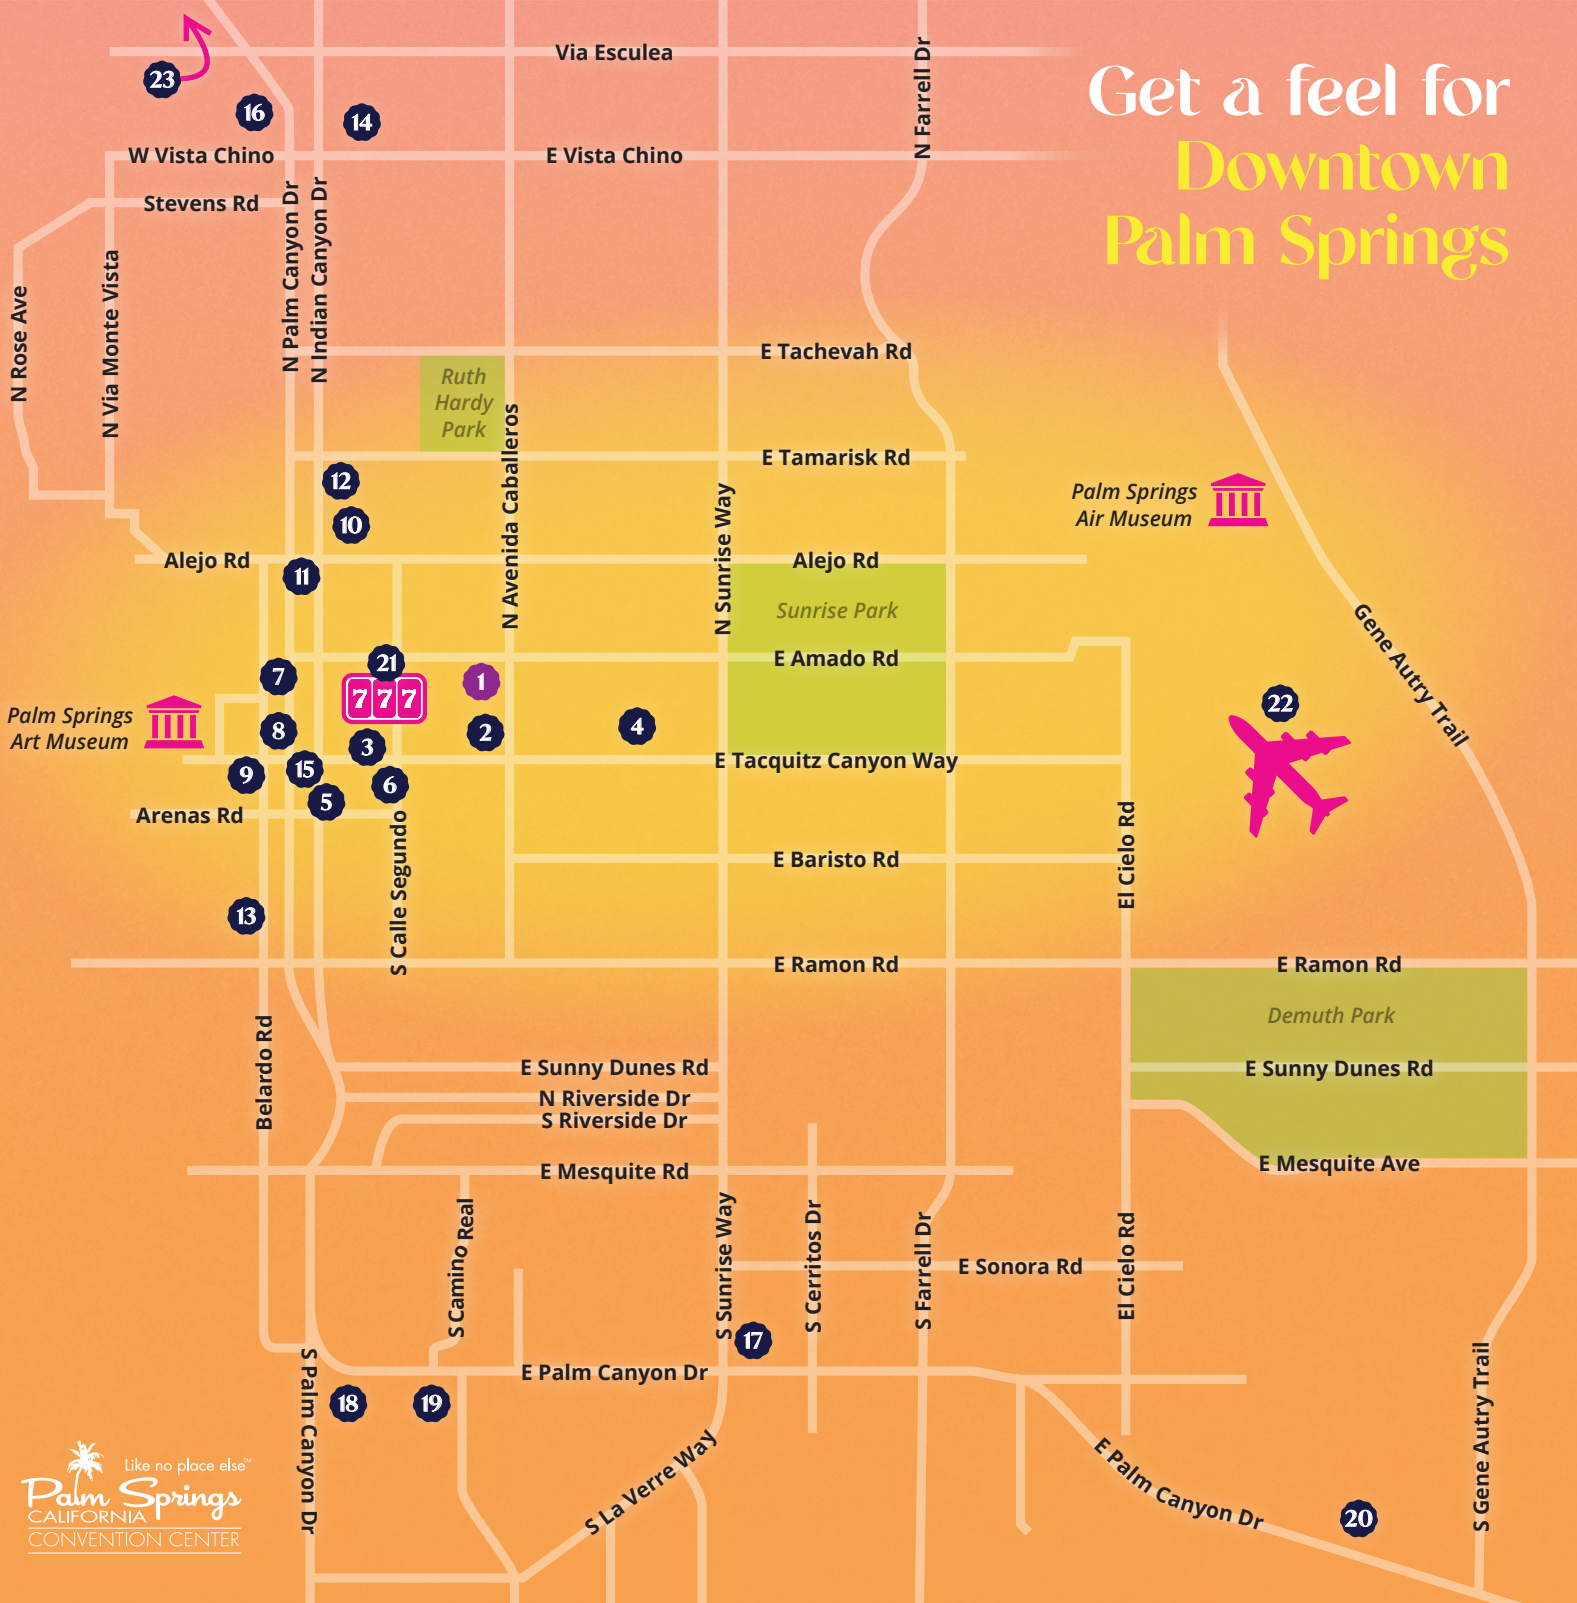 Get a feel for
Downtown
Palm Springs
Via Esculea
23
16
14
N Farrell Dr
W Vista Chino
E Vista Chino
Stevens Rd
N Palm Canyon Dr
N Indian Canyon Dr
N Rose Ave
N Via Monte Vista
E Tachevah Rd
Ruth
Hardy
Park
N Avenida Caballeros
E Tamarisk Rd
12
10
N Sunrise Way
Palm Springs
Air Museum
Alejo Rd
Alejo Rd
11
Sunrise Park
Gene Autry Trail
E Amado Rd
21
7
1
777
22
Palm Springs
Art Museum
8
3
2
4
E Tacquitz Canyon Way
9
15
6
5
Arenas Rd
S Calle Segundo
El Cielo Rd
E Baristo Rd
13
E Ramon Rd
E Ramon Rd
Demuth Park
Belardo Rd
E Sunny Dunes Rd
E Sunny Dunes Rd
N Riverside Dr
S Riverside Dr
E Mesquite Rd
E Mesquite Ave
S Camino Real
S Sunrise Way
S Cerritos Dr
S Farrell Dr
E Sonora Rd
El Cielo Rd
17
E Palm Canyon Dr
S Palm Canyon Dr
18
19
S Gene Autry Trail
S La Verre Way
E Palm Canyon Dr
20
Like no place else™
Palm Springs
CALIFORNIA
CONVENTION CENTER